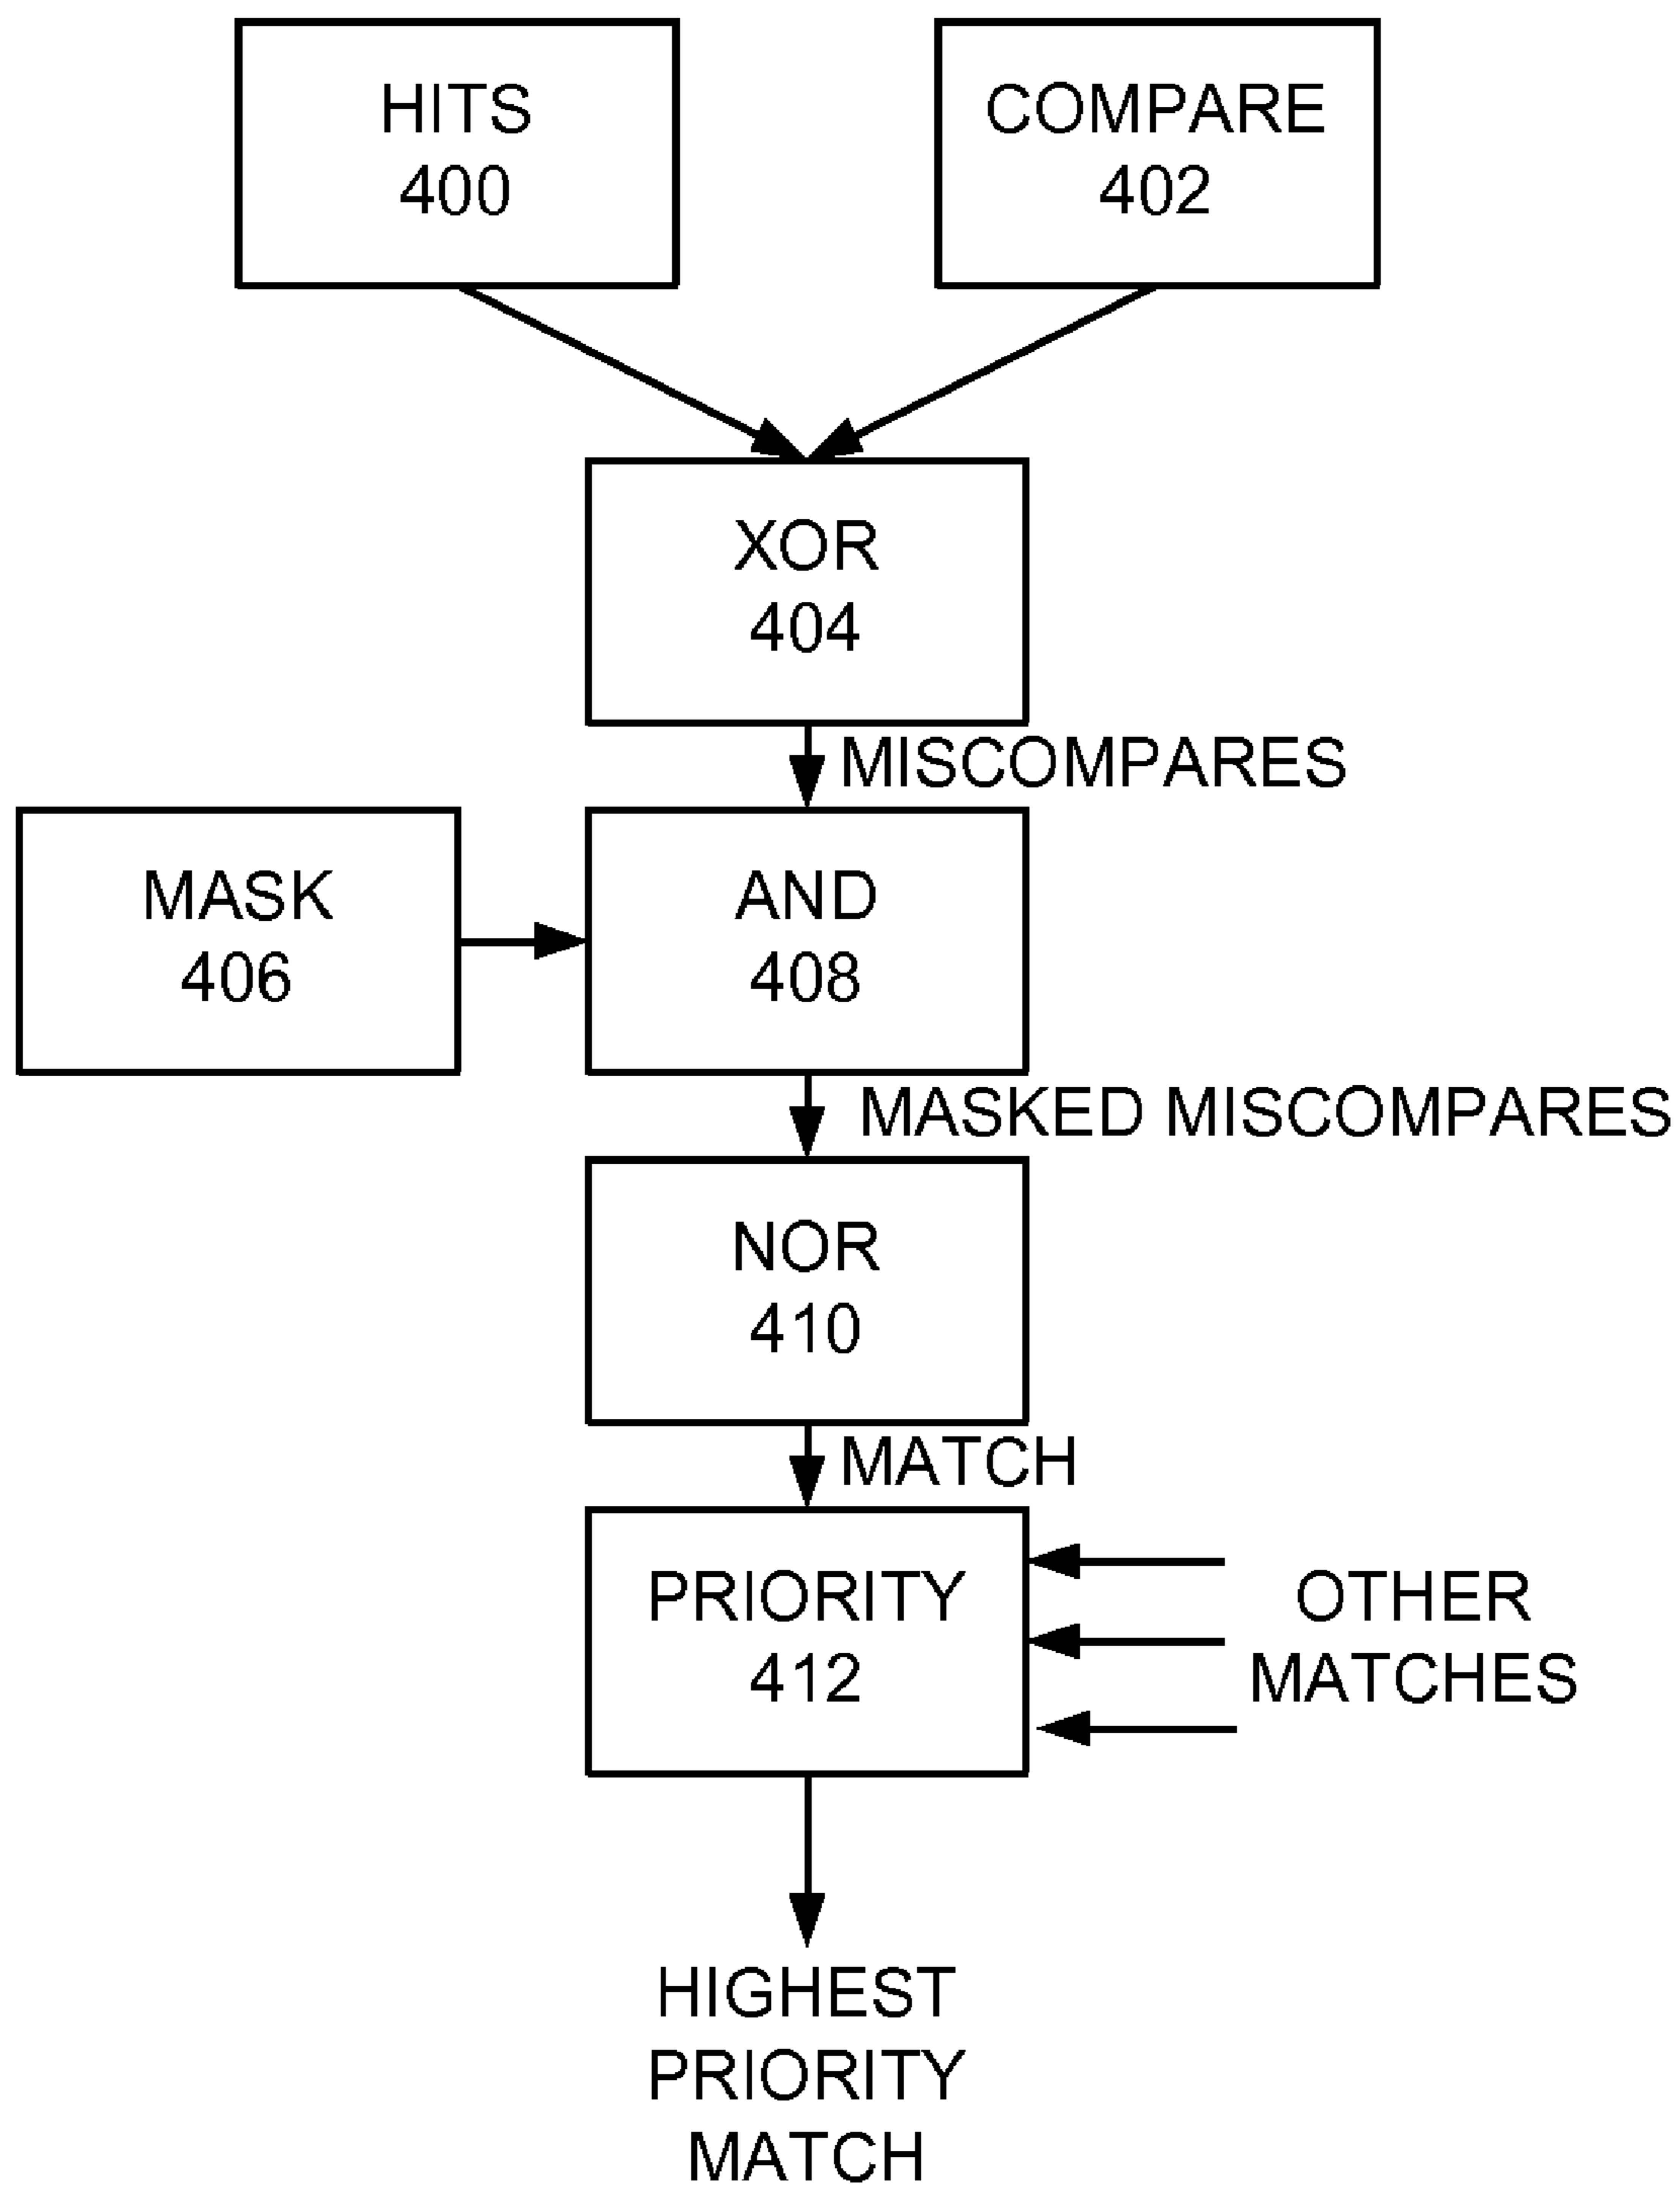 HITS
400
COMPARE
402
XOR
404
MISCOMPARES
MASK
406
AND
408
MASKED MISCOMPARES
NOR
410
MATCH
PRIORITY
412
OTHER
MATCHES
HIGHEST
PRIORITY
MATCH